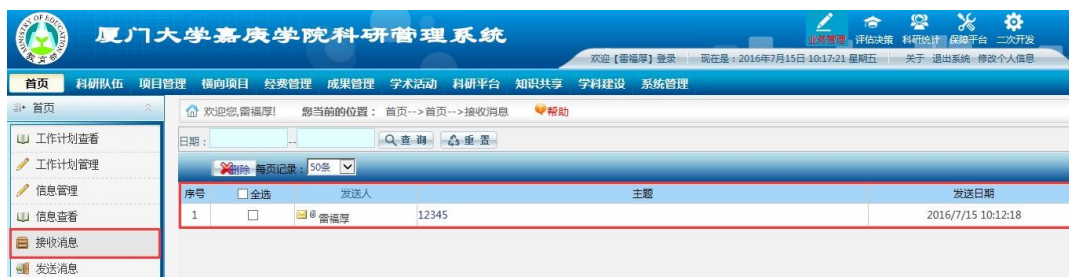 厦门大学嘉庚学院科研管理系统
业务管理 评估决策 科研统计 保障平台 二次开发
欢迎【雷福厚】登录 现在是：2016年7月15日 10:17:21 星期五 关于 退出系统 修改个人信息
首页 科研队伍 项目管理 横向项目 经费管理 成果管理 学术活动 科研平台 知识共享 学科建设 系统管理
首页
欢迎您,雷福厚! 您当前的位置： 首页-->首页-->接收消息 帮助
工作计划查看
日期： -- 查 询 重 置
工作计划管理
删除 每页记录： 50条
信息管理
序号 全选 发送人 主题 发送日期
信息查看
1 雷福厚 12345 2016/7/15 10:12:18
接收消息
发送消息